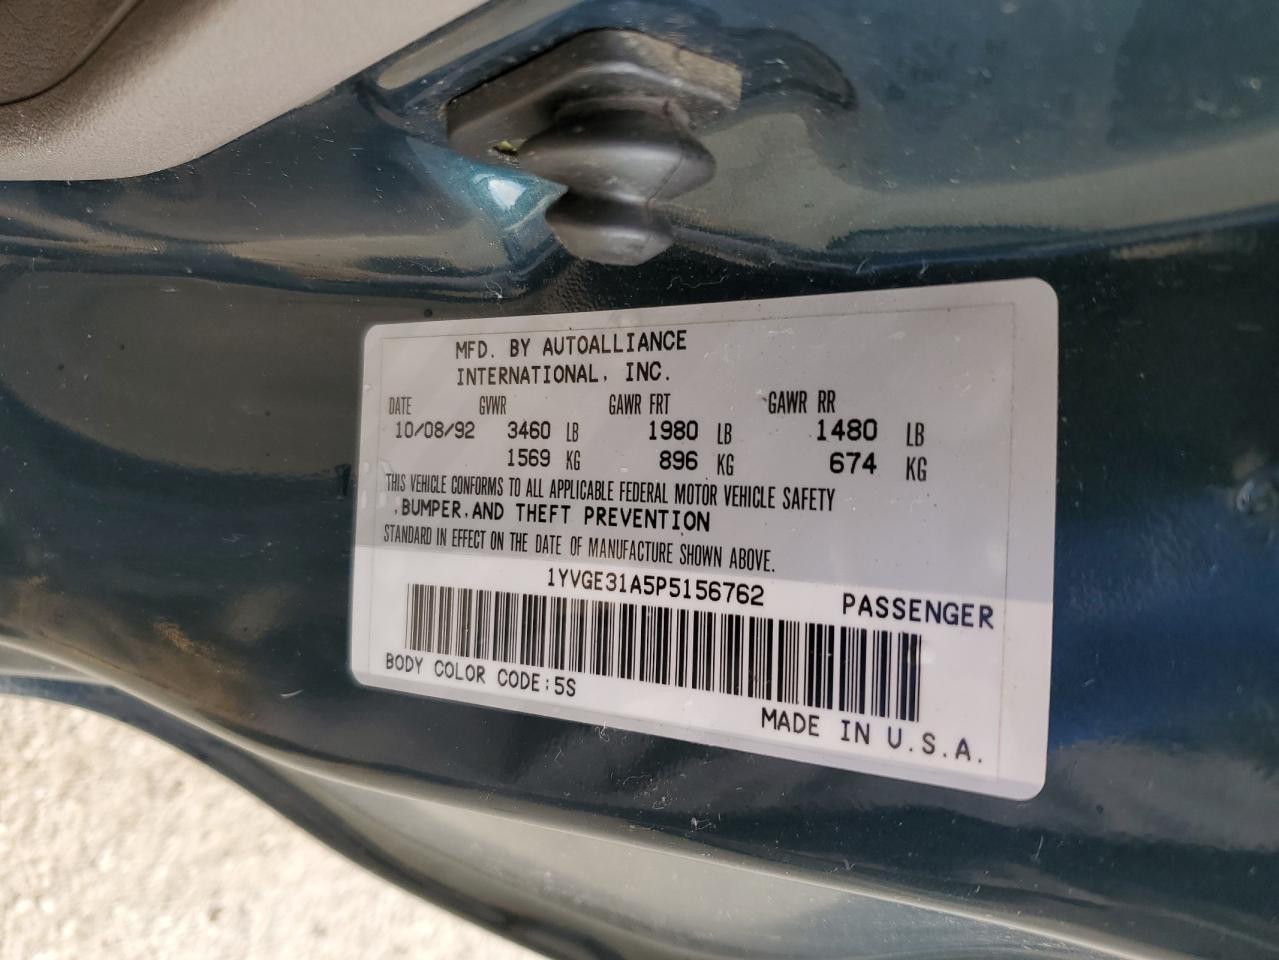 MFD. BY AUTOALLIANCE
INTERNATIONAL, INC.
DATE GVWR GAWR FRT GAWR RR
10/08/92 3460 LB 1980 LB 1480 LB
1569 KG 896 KG 674 KG
THIS VEHICLE CONFORMS TO ALL APPLICABLE FEDERAL MOTOR VEHICLE SAFETY
,BUMPER,AND THEFT PREVENTION
STANDARD IN EFFECT ON THE DATE OF MANUFACTURE SHOWN ABOVE.
1YVGE31A5P5156762 PASSENGER
BODY COLOR CODE:5S
MADE IN U.S.A.